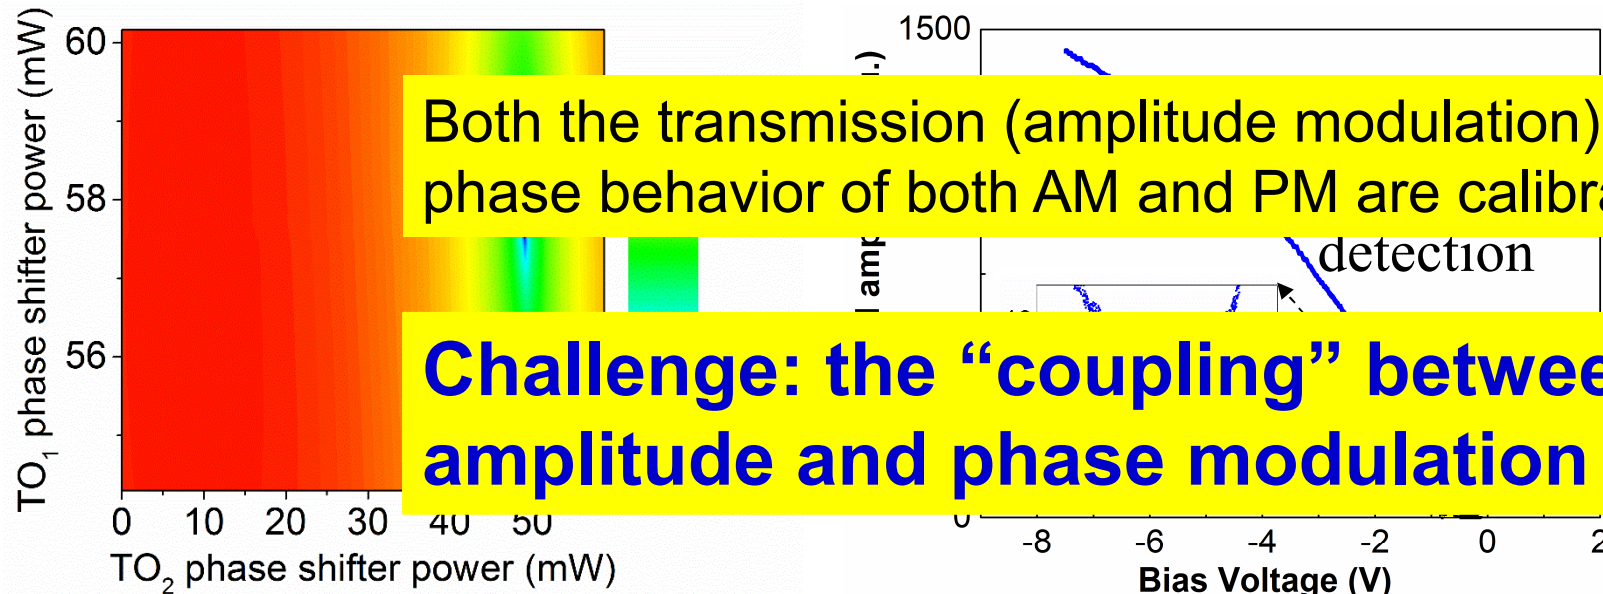 TO1 phase shifter power (mW)
60
58
56
0 10 20 30 40 50
TO2 phase shifter power (mW)
1500
Both the transmission (amplitude modulation)
phase behavior of both AM and PM are
detection
Challenge: the “coupling”
amplitude and phase modulation
0
-8 -6 -4 -2 0 2
Bias Voltage (V)